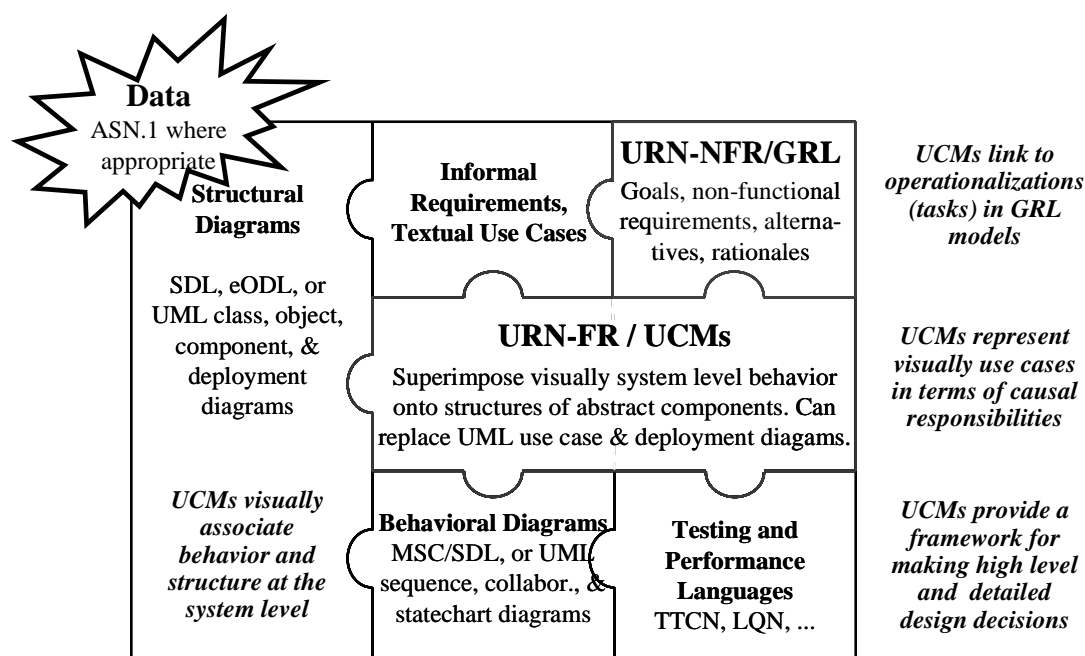 Data
ASN.1 where
appropriate
Structural
Diagrams
SDL, eODL, or
UML class, object,
component, &
deployment
diagrams
UCMs visually
associate
behavior and
structure at the
system level
Informal
Requirements,
Textual Use Cases
URN-NFR/GRL
Goals, non-functional
requirements, alterna-
tives, rationales
URN-FR / UCMs
Superimpose visually system level behavior
onto structures of abstract components. Can
replace UML use case & deployment diagams.
Behavioral Diagrams
MSC/SDL, or UML
sequence, collabor., &
statechart diagrams
Testing and
Performance
Languages
TTCN, LQN, ...
UCMs link to
operationalizations
(tasks) in GRL
models
UCMs represent
visually use cases
in terms of causal
responsibilities
UCMs provide a
framework for
making high level
and detailed
design decisions